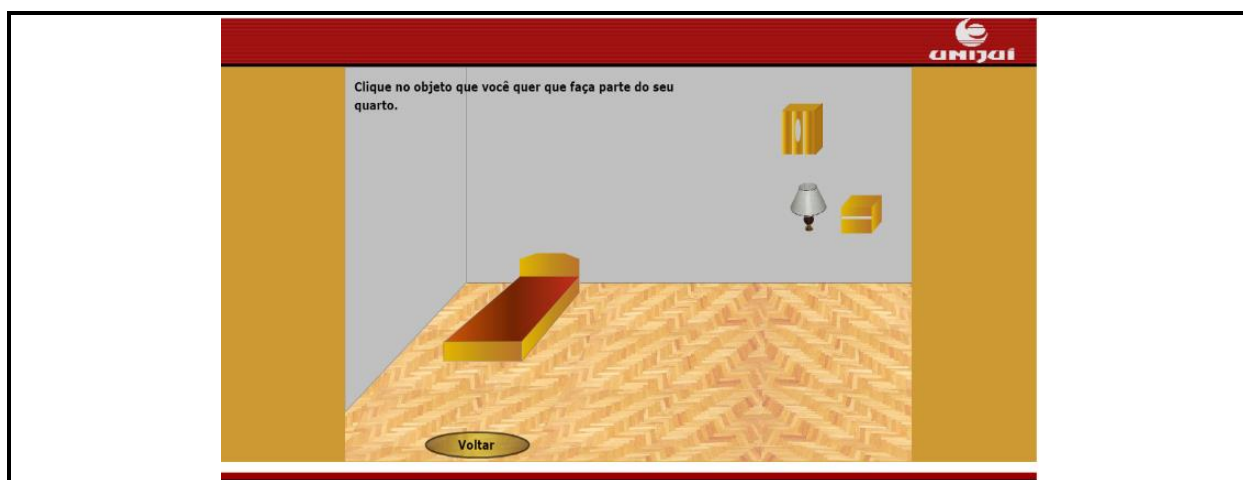 UNIJUÍ
Clique no objeto que você quer que faça parte do seu
quarto.
Voltar